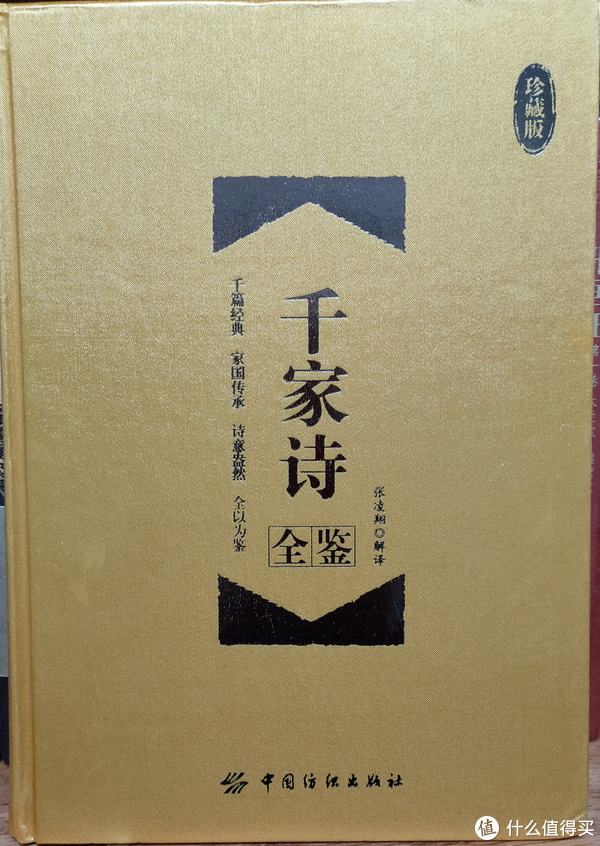 珍藏版
千家诗
全鉴
千篇经典 家国传承 诗意盎然 全以为鉴
张凌翔◎解译
中国纺织出版社
值 什么值得买